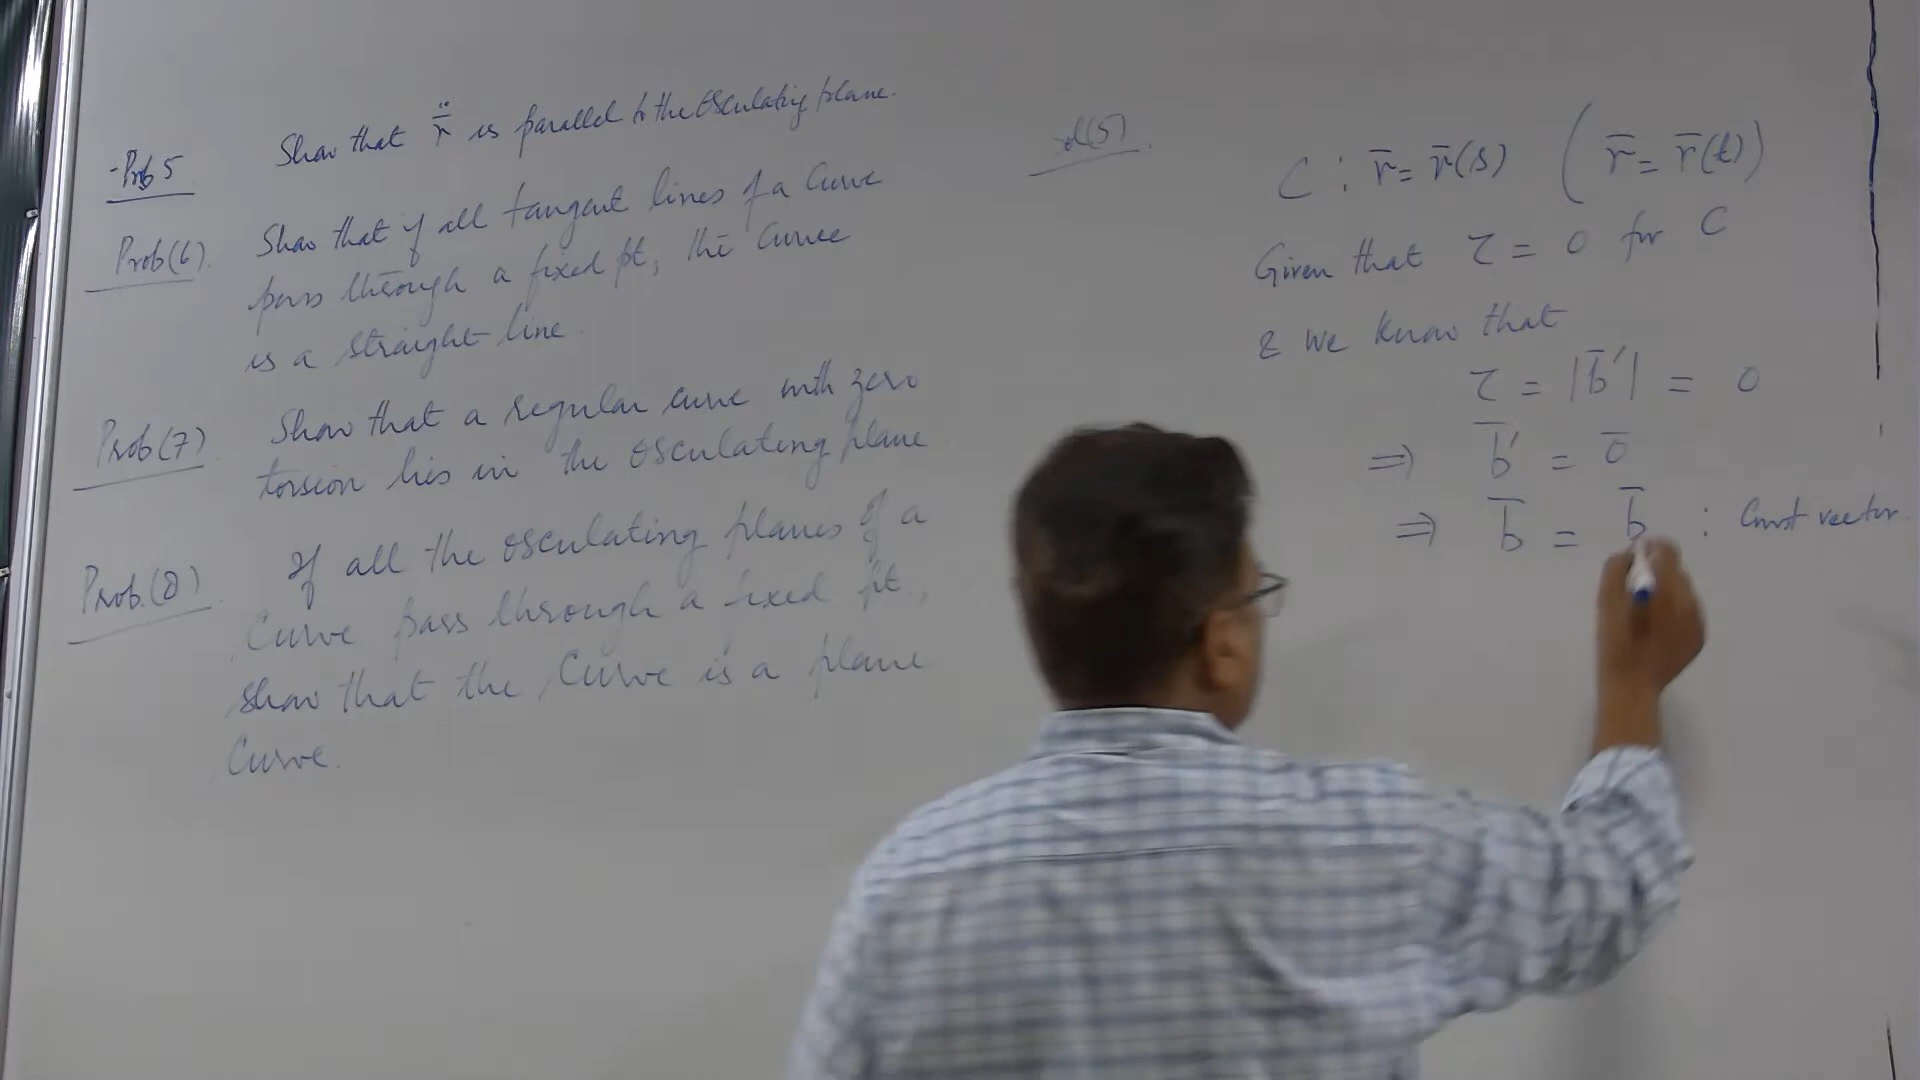 Prob 5 Show that r̈̄ is parallel to the osculating plane.
Prob(6). Show that if all tangent lines of a curve
pass through a fixed pt, the curve
is a straight line.
Prob(7) Show that a regular curve with zero
torsion lies in the osculating plane
Prob.(8) If all the osculating planes of a
curve pass through a fixed pt.,
show that the curve is a plane
curve.
sol(5)
C : r̄ = r̄(s) ( r̄ = r̄(t) )
Given that τ = 0 for C
& we know that
τ = |b̄′| = 0
⇒ b̄′ = 0̄
⇒ b̄ = b̄ : Const vector